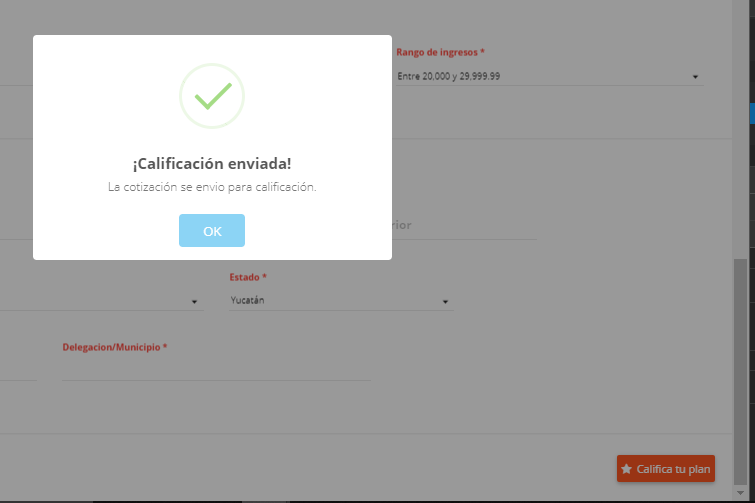 Rango de ingresos *
Entre 20,000 y 29,999.99
¡Calificación enviada!
La cotización se envio para calificación.
OK
rior
Estado *
Yucatán
Delegacion/Municipio *
Califica tu plan